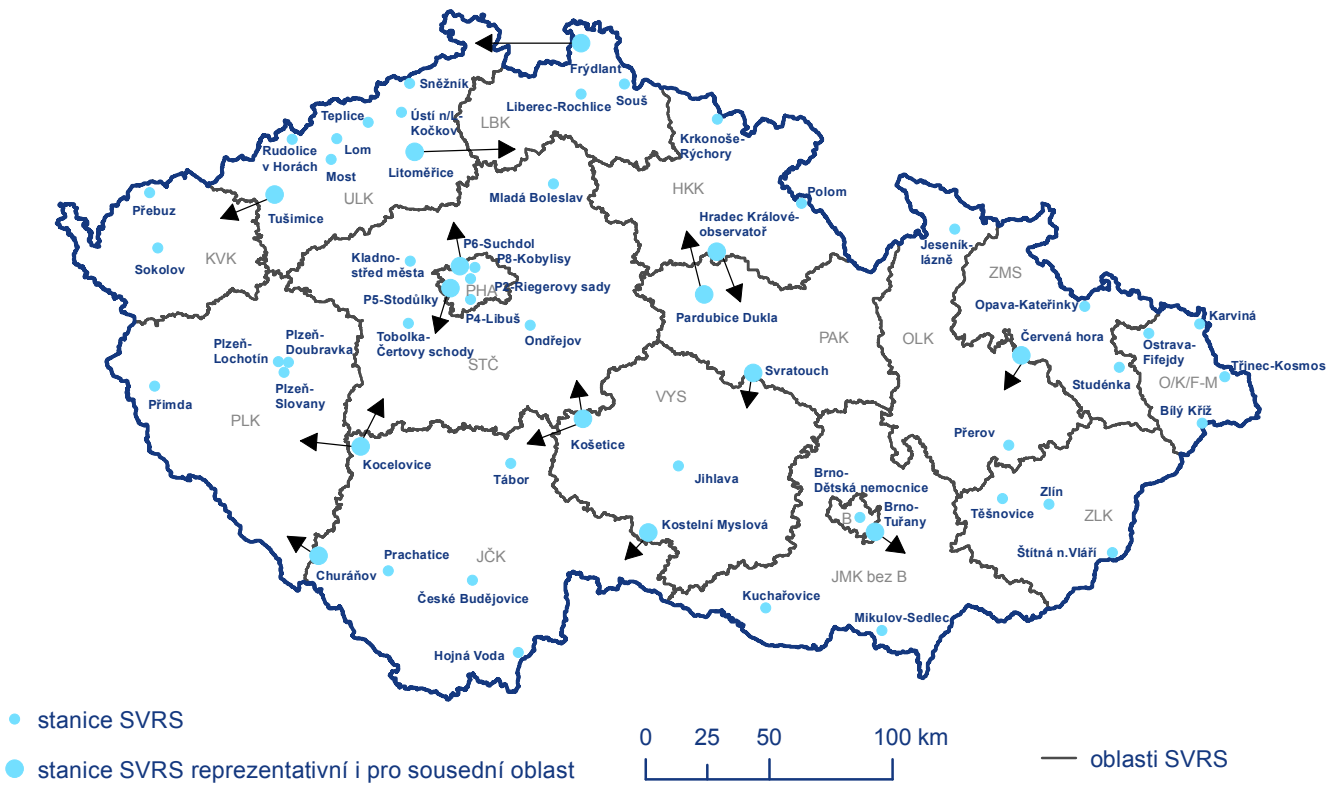 Frýdlant
Sněžník
Souš
Liberec-Rochlice
LBK
Teplice
Ústí n/L-
Kočkov
Rudolice
v Horách
Lom
Most
Litoměřice
Krkonoše-
Rýchory
HKK
Polom
Přebuz
Tušimice
ULK
Mladá Boleslav
Hradec Králové-
observatoř
Jeseník-
lázně
KVK
Sokolov
Kladno-
střed města
P6-Suchdol
P8-Kobylisy
PHA
P2-Riegerovy sady
P5-Stodůlky
P4-Libuš
Pardubice Dukla
ZMS
Opava-Kateřinky
Karviná
Tobolka-
Čertovy schody
Ondřejov
STČ
PAK
OLK
Červená hora
Ostrava-
Fifejdy
Plzeň-
Lochotín
Plzeň-
Doubravka
Plzeň-
Slovany
Přimda
PLK
Svratouch
VYS
Studénka
O/K/F-M
Třinec-Kosmos
Bílý Kříž
Kocelovice
Košetice
Tábor
Jihlava
Přerov
Brno-
Dětská nemocnice
B
Brno-
Tuřany
Těšnovice
Zlín
ZLK
Kostelní Myslová
Štítná n.Vláří
Churáňov
Prachatice
JČK
České Budějovice
JMK bez B
Kuchařovice
Mikulov-Sedlec
Hojná Voda
stanice SVRS
stanice SVRS reprezentativní i pro sousední oblast
0 25 50 100 km
oblasti SVRS